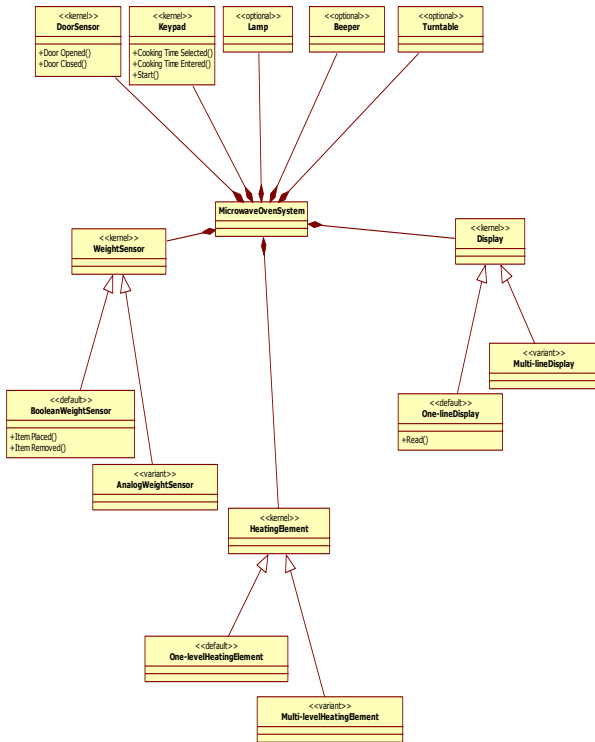 <<kernel>>
DoorSensor
+Door Opened()
+Door Closed()
<<kernel>>
Keypad
+Cooking Time Selected()
+Cooking Time Entered()
+Start()
<<optional>>
Lamp
<<optional>>
Beeper
<<optional>>
Turntable
MicrowaveOvenSystem
<<kernel>>
WeightSensor
<<kernel>>
Display
<<variant>>
Multi-lineDisplay
<<default>>
BooleanWeightSensor
+Item Placed()
+Item Removed()
<<default>>
One-lineDisplay
+Read()
<<variant>>
AnalogWeightSensor
<<kernel>>
HeatingElement
<<default>>
One-levelHeatingElement
<<variant>>
Multi-levelHeatingElement